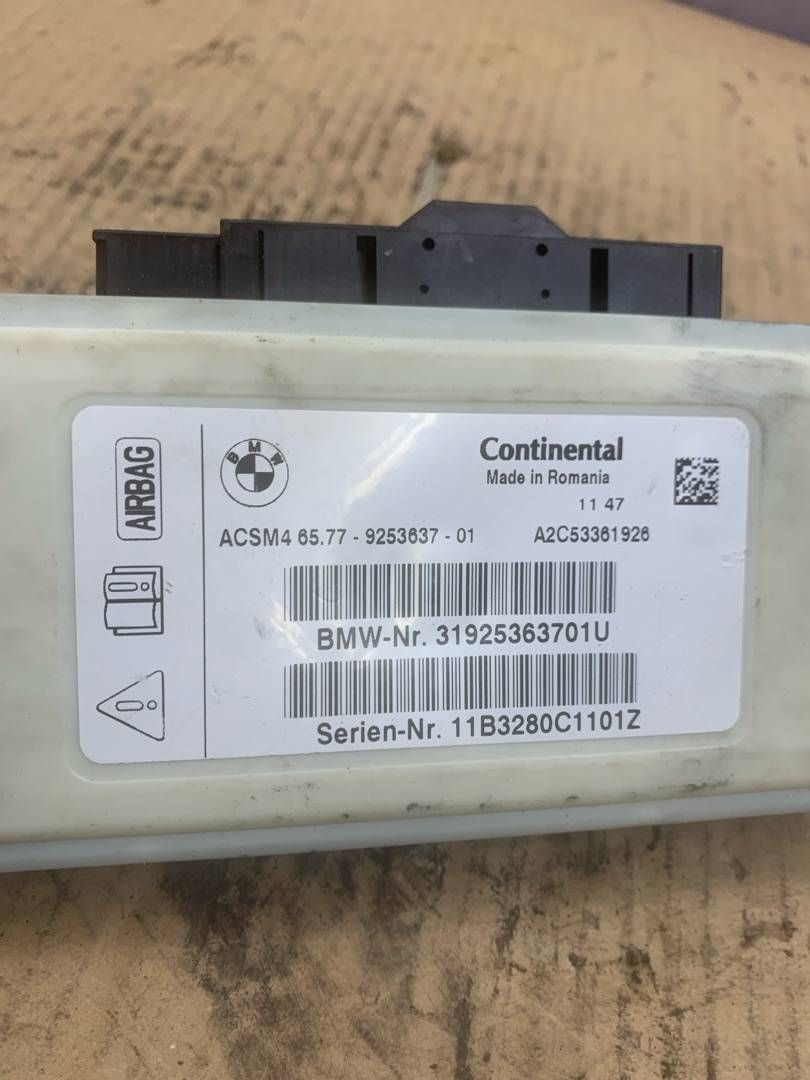 AIRBAG
BMW
Continental
Made in Romania
11 47
ACSM4 65.77 - 9253637 - 01 A2C53361926
BMW-Nr. 31925363701U
Serien-Nr. 11B3280C1101Z